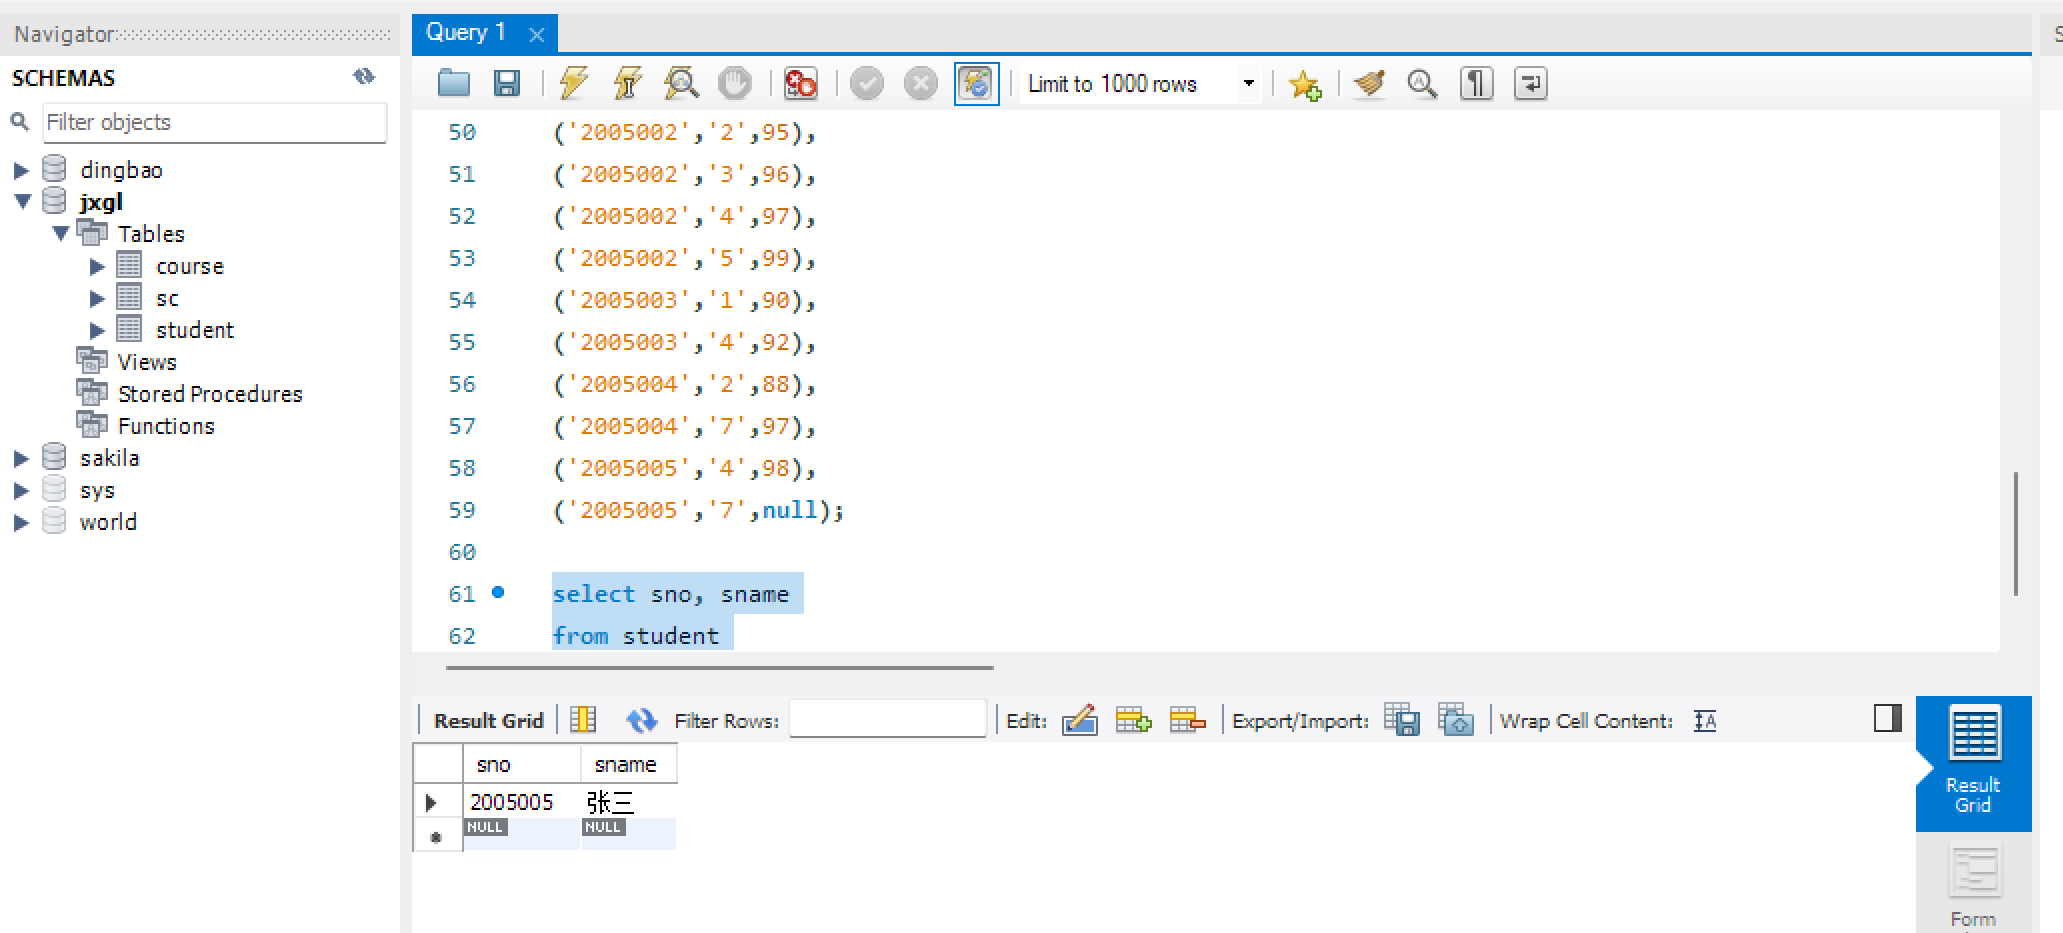 Navigator
SCHEMAS
Filter objects
dingbao
jxgl
Tables
course
sc
student
Views
Stored Procedures
Functions
sakila
sys
world
Query 1
Limit to 1000 rows
50 ('2005002','2',95),
51 ('2005002','3',96),
52 ('2005002','4',97),
53 ('2005002','5',99),
54 ('2005003','1',90),
55 ('2005003','4',92),
56 ('2005004','2',88),
57 ('2005004','7',97),
58 ('2005005','4',98),
59 ('2005005','7',null);
60
61 select sno, sname
62 from student
Result Grid Filter Rows: Edit: Export/Import: Wrap Cell Content:
sno sname
2005005 张三
NULL NULL
Result
Grid
Form